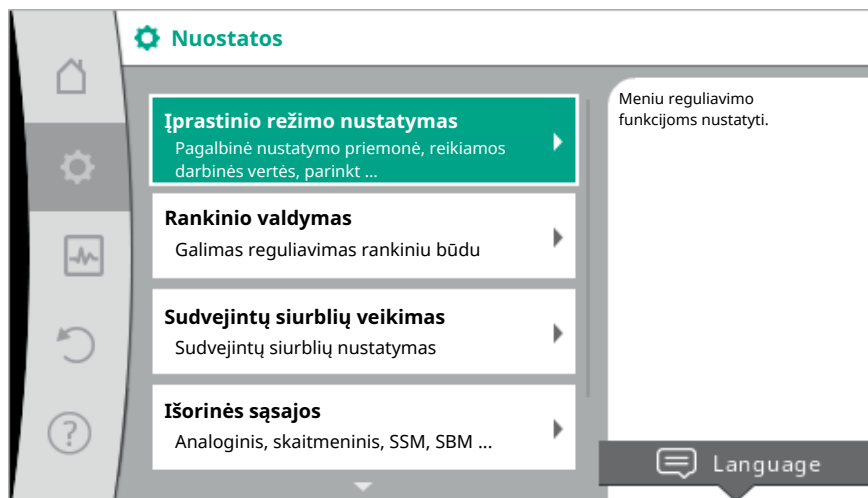 Nuostatos
Įprastinio režimo nustatymas
Pagalbinė nustatymo priemonė, reikiamos
darbinės vertės, parinkt ...
Rankinio valdymas
Galimas reguliavimas rankiniu būdu
Sudvejintų siurblių veikimas
Sudvejintų siurblių nustatymas
Išorinės sąsajos
Analoginis, skaitmeninis, SSM, SBM ...
Meniu reguliavimo
funkcijoms nustatyti.
Language